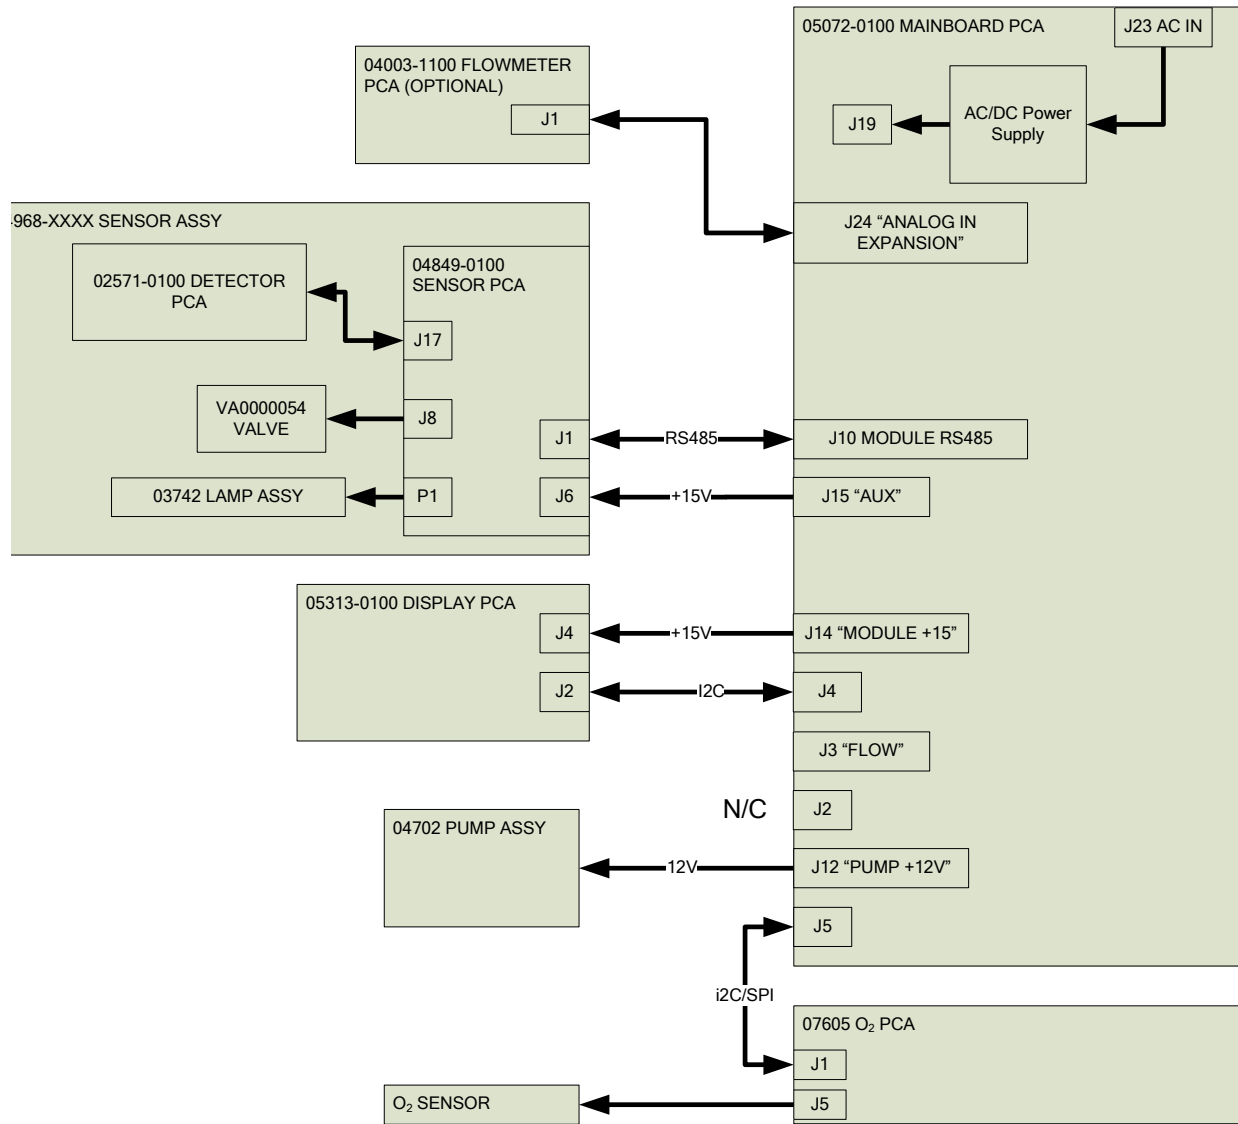 05072-0100 MAINBOARD PCA
J23 AC IN
04003-1100 FLOWMETER
PCA (OPTIONAL)
J1
J19
AC/DC Power
Supply
J24 “ANALOG IN
EXPANSION”
-968-XXXX SENSOR ASSY
02571-0100 DETECTOR
PCA
04849-0100
SENSOR PCA
J17
VA0000054
VALVE
J8
J1
RS485
J10 MODULE RS485
03742 LAMP ASSY
P1
J6
+15V
J15 “AUX”
05313-0100 DISPLAY PCA
J4
+15V
J14 “MODULE +15”
J2
I2C
J4
J3 “FLOW”
N/C
J2
04702 PUMP ASSY
12V
J12 “PUMP +12V”
J5
i2C/SPI
07605 O₂ PCA
J1
O₂ SENSOR
J5